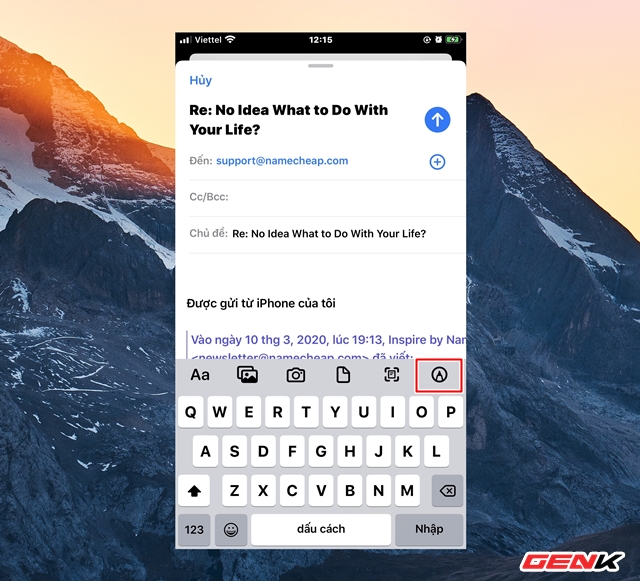 Viettel 12:15
Hủy
Re: No Idea What to Do With
Your Life?
Đến: support@namecheap.com
Cc/Bcc:
Chủ đề: Re: No Idea What to Do With Your Life?
Được gửi từ iPhone của tôi
Vào ngày 10 thg 3, 2020, lúc 19:13, Inspire by Nam
<newsletter@namecheap.com> đã viết:
Aa
Q W E R T Y U I O P
A S D F G H J K L
Z X C V B N M
123 dấu cách Nhập
GENK